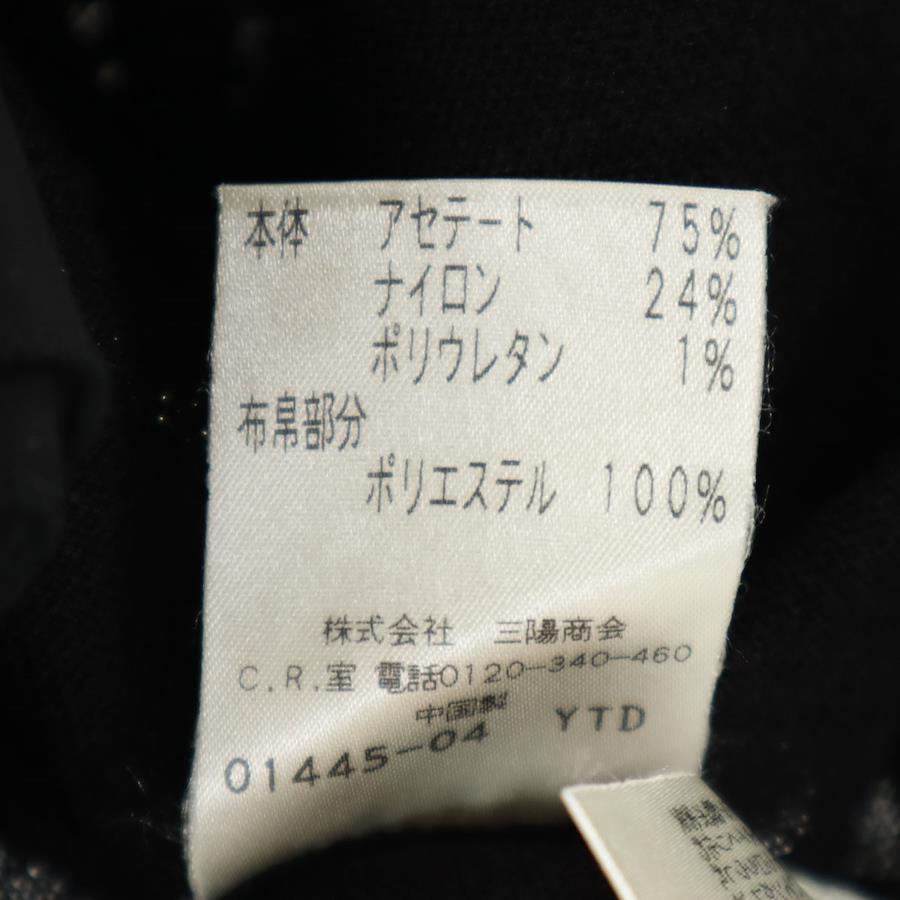 本体 アセテート 75%
ナイロン 24%
ポリウレタン 1%
布帛部分
ポリエステル 100%
株式会社 三陽商会
C.R.室 電話0120-340-460
中国製
01445-04 YTD